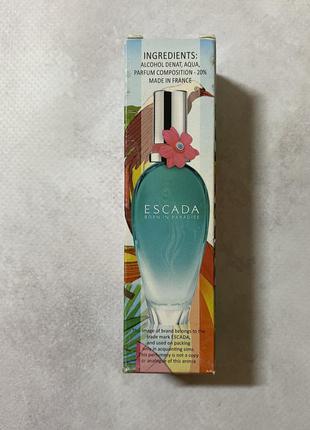 INGREDIENTS:
ALCOHOL DENAT, AQUA,
PARFUM COMPOSITION - 20%
MADE IN FRANCE
ESCADA
BORN IN PARADISE
The image of brand belongs to the
trade mark ESCADA,
and used on packing
only in acquainting aims.
This perfumery is not a copy
or analogue of this aroma